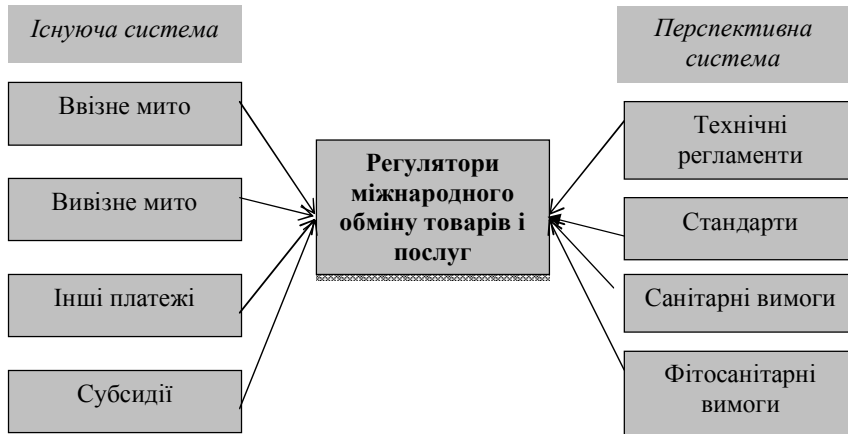 Існуюча система
Ввізне мито
Вивізне мито
Інші платежі
Субсидії
Регулятори
міжнародного
обміну товарів і
послуг
Перспективна
система
Технічні
регламенти
Стандарти
Санітарні вимоги
Фітосанітарні
вимоги